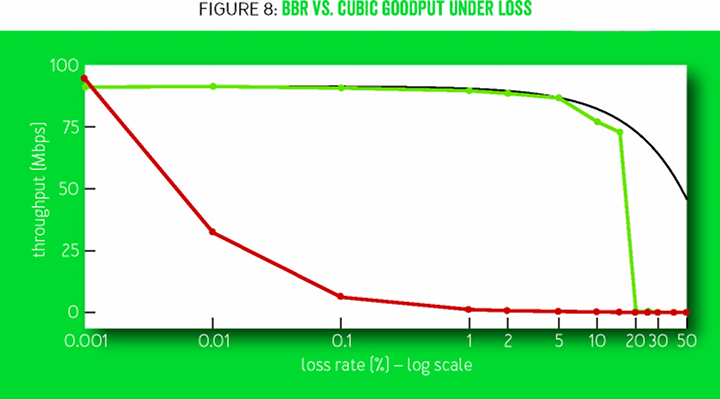 FIGURE 8: BBR VS. CUBIC GOODPUT UNDER LOSS
100
75
50
25
0
throughput (Mbps)
0.001 0.01 0.1 1 2 5 10 20 30 50
loss rate (%) – log scale